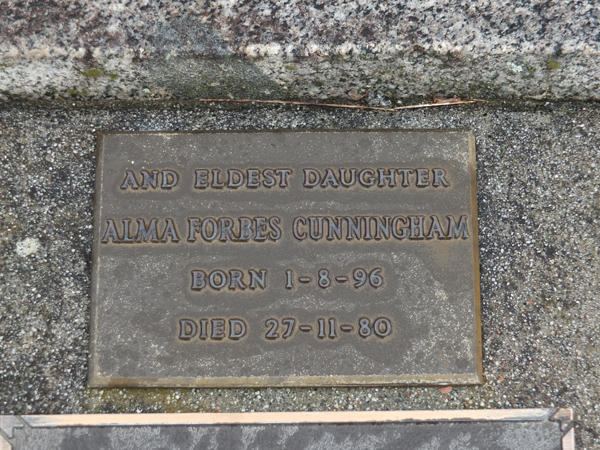 AND ELDEST DAUGHTER
ALMA FORBES CUNNINGHAM
BORN 1-8-96
DIED 27-11-80